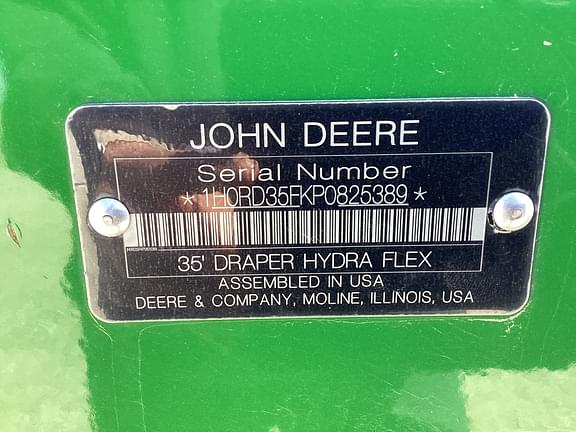 JOHN DEERE
Serial Number
*1H0RD35FKP0825389*
35' DRAPER HYDRA FLEX
ASSEMBLED IN USA
DEERE & COMPANY, MOLINE, ILLINOIS, USA